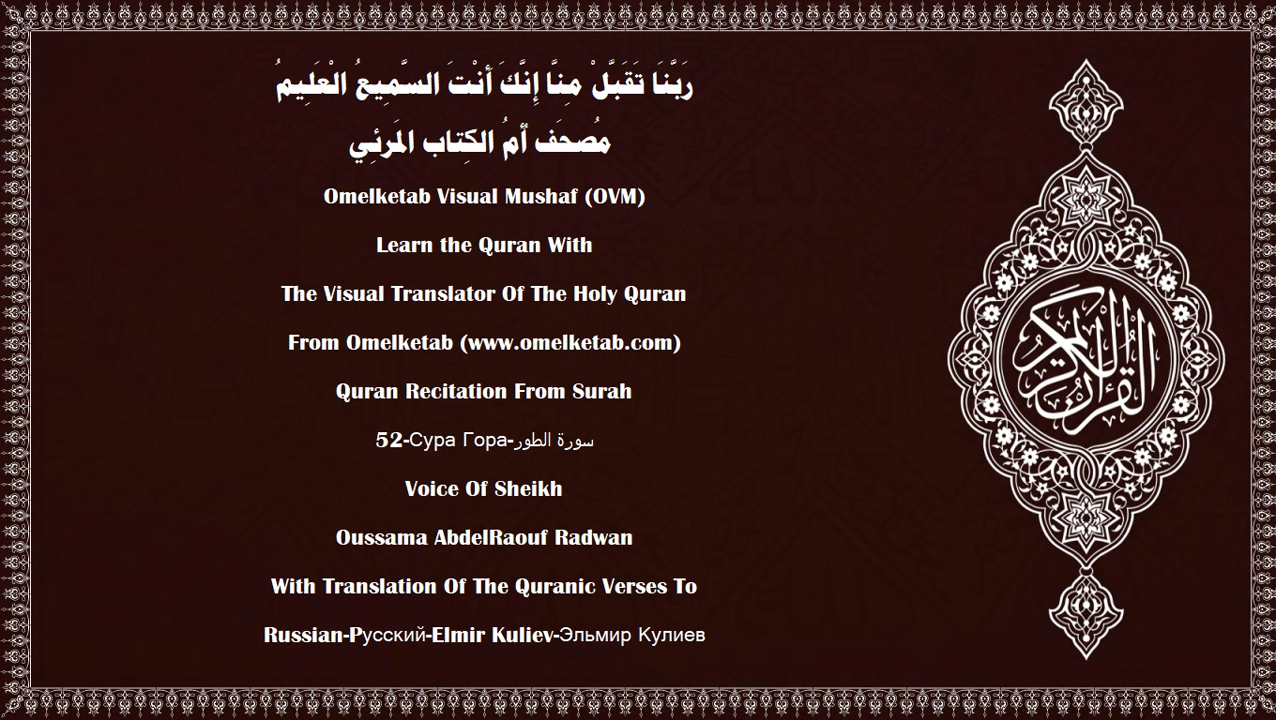 رَبَّنَا تَقَبَّلْ مِنَّا إِنَّكَ أَنْتَ السَّمِيعُ الْعَلِيمُ
مُصحَف أمُ الكِتاب المَرئِي
Omelketab Visual Mushaf (OVM)
Learn the Quran With
The Visual Translator Of The Holy Quran
From Omelketab (www.omelketab.com)
Quran Recitation From Surah
52-Сура Гора-سورة الطور
Voice Of Sheikh
Oussama AbdelRaouf Radwan
With Translation Of The Quranic Verses To
Russian-Русский-Elmir Kuliev-Эльмир Кулиев
القرآن الكريم